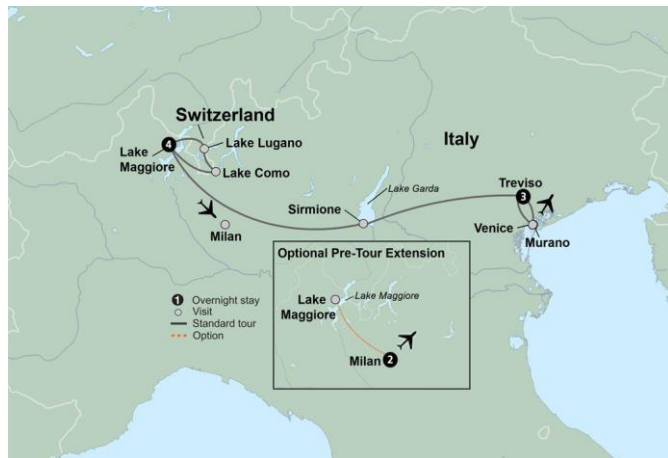 Switzerland
Italy
4
Lake
Maggiore
Lake Lugano
Lake Como
Milan
Sirmione
Lake Garda
Treviso
3
Venice
Murano
1 Overnight stay
Visit
Standard tour
Option
Optional Pre-Tour Extension
Lake
Maggiore
Lake Maggiore
Milan 2